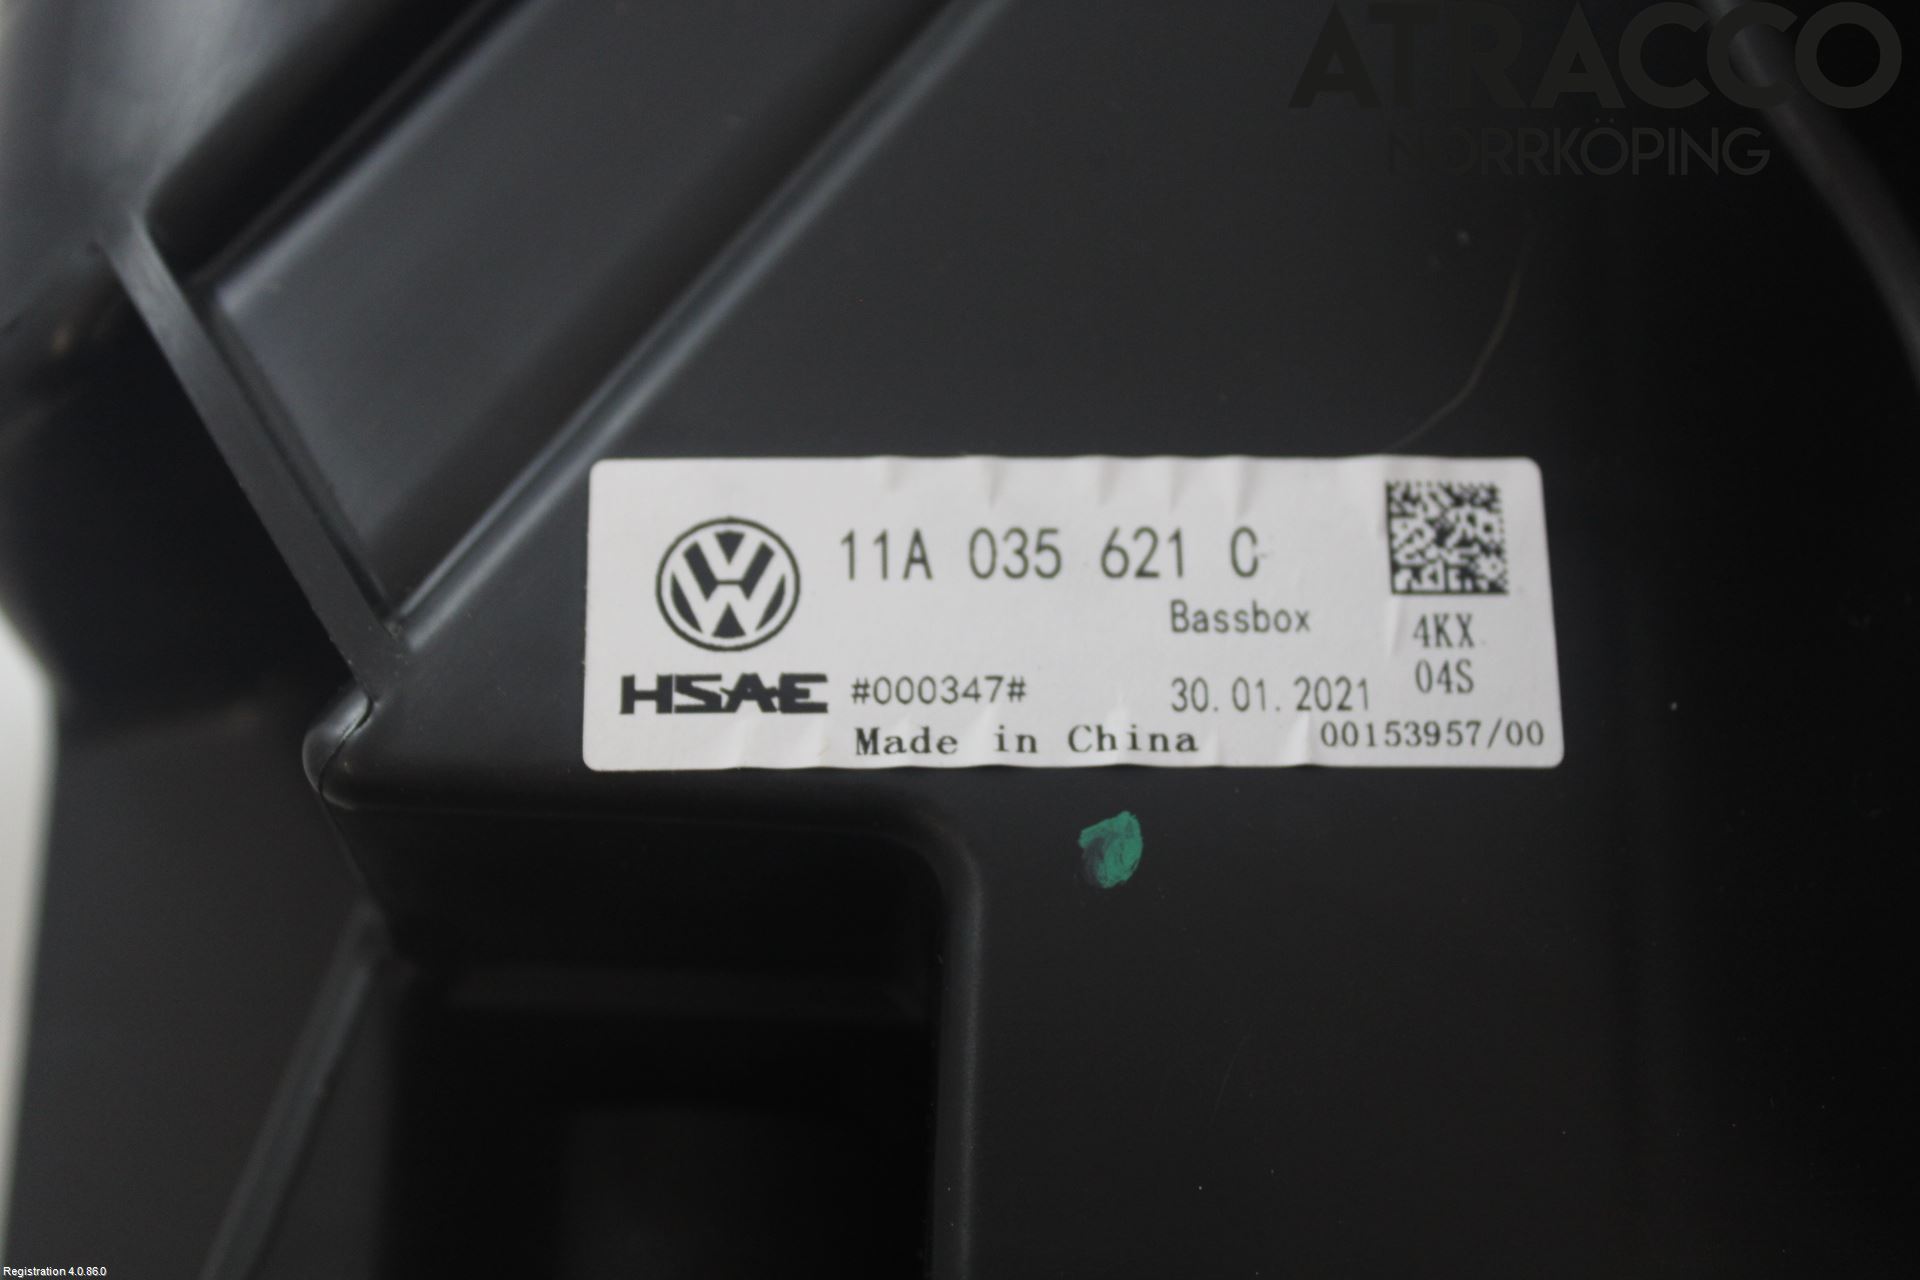 ATRACCO
NORRKÖPING
11A 035 621 C
Bassbox
4KX
04S
HSAE #000347# 30.01.2021
Made in China 00153957/00
Registration 4.0.86.0